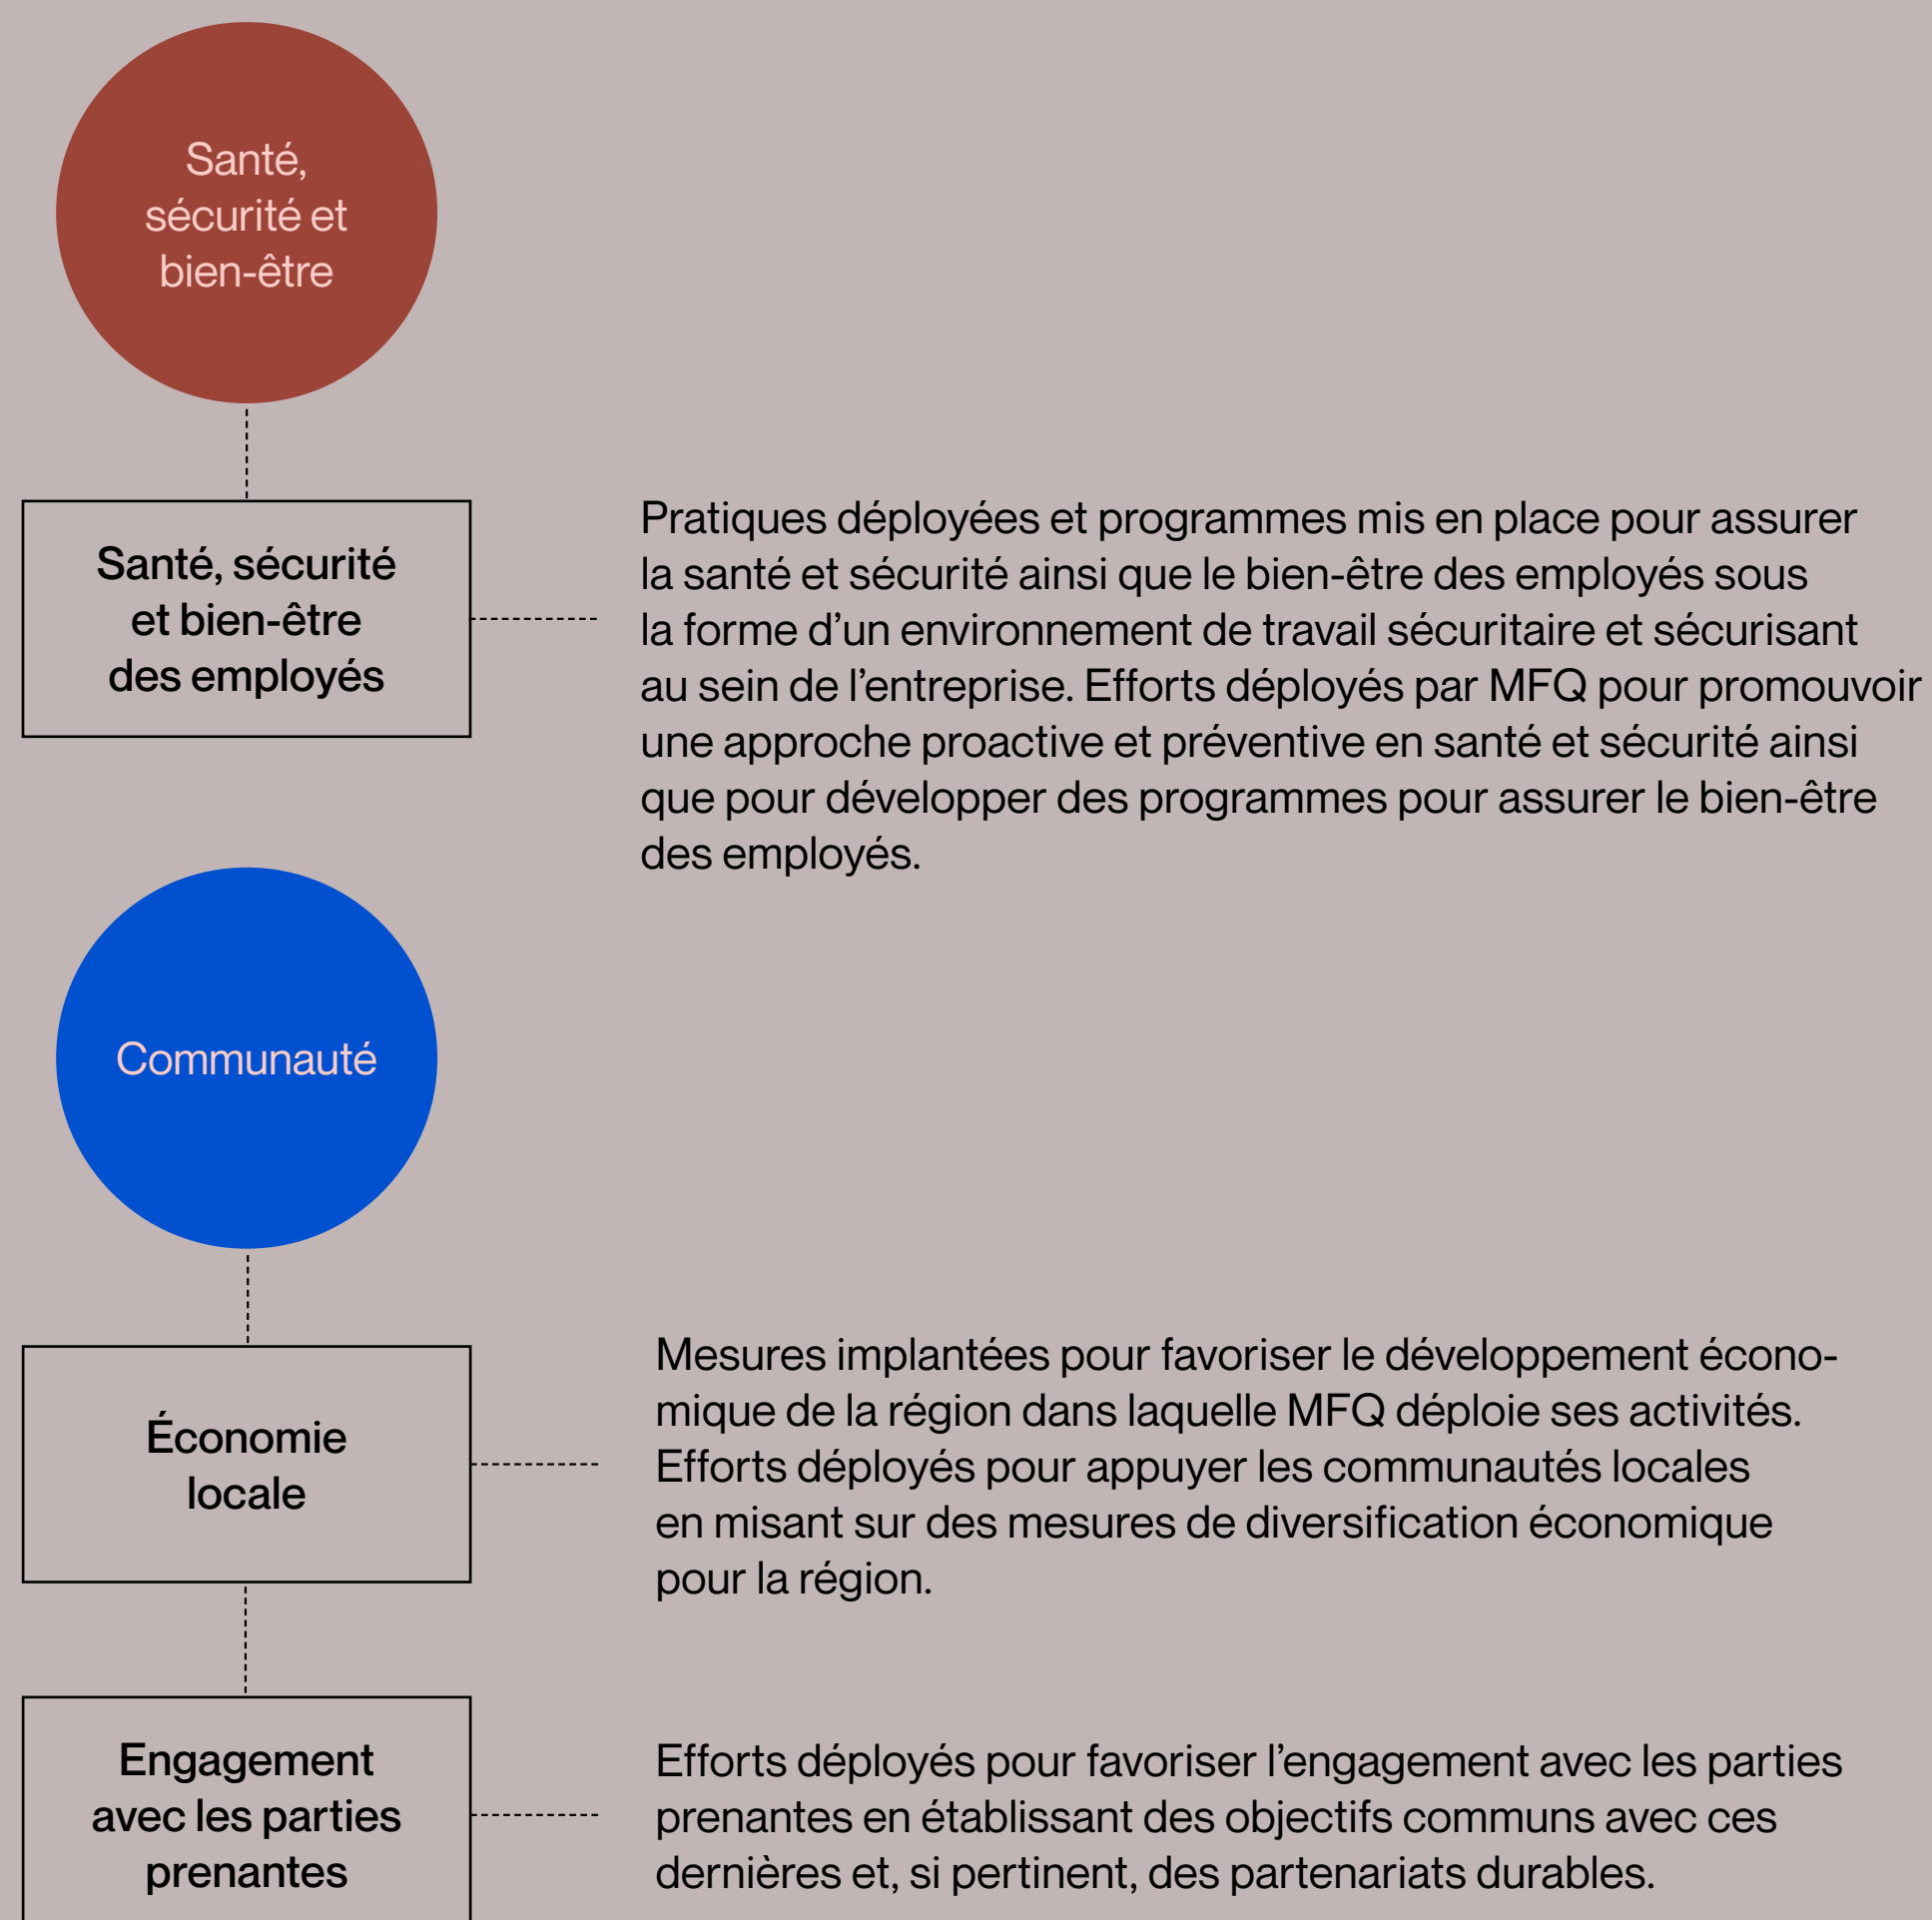 Santé,
sécurité et
bien-être
Santé, sécurité
et bien-être
des employés
Pratiques déployées et programmes mis en place pour assurer
la santé et sécurité ainsi que le bien-être des employés sous
la forme d’un environnement de travail sécuritaire et sécurisant
au sein de l’entreprise. Efforts déployés par MFQ pour promouvoir
une approche proactive et préventive en santé et sécurité ainsi
que pour développer des programmes pour assurer le bien-être
des employés.
Communauté
Économie
locale
Mesures implantées pour favoriser le développement écono-
mique de la région dans laquelle MFQ déploie ses activités.
Efforts déployés pour appuyer les communautés locales
en misant sur des mesures de diversification économique
pour la région.
Engagement
avec les parties
prenantes
Efforts déployés pour favoriser l’engagement avec les parties
prenantes en établissant des objectifs communs avec ces
dernières et, si pertinent, des partenariats durables.